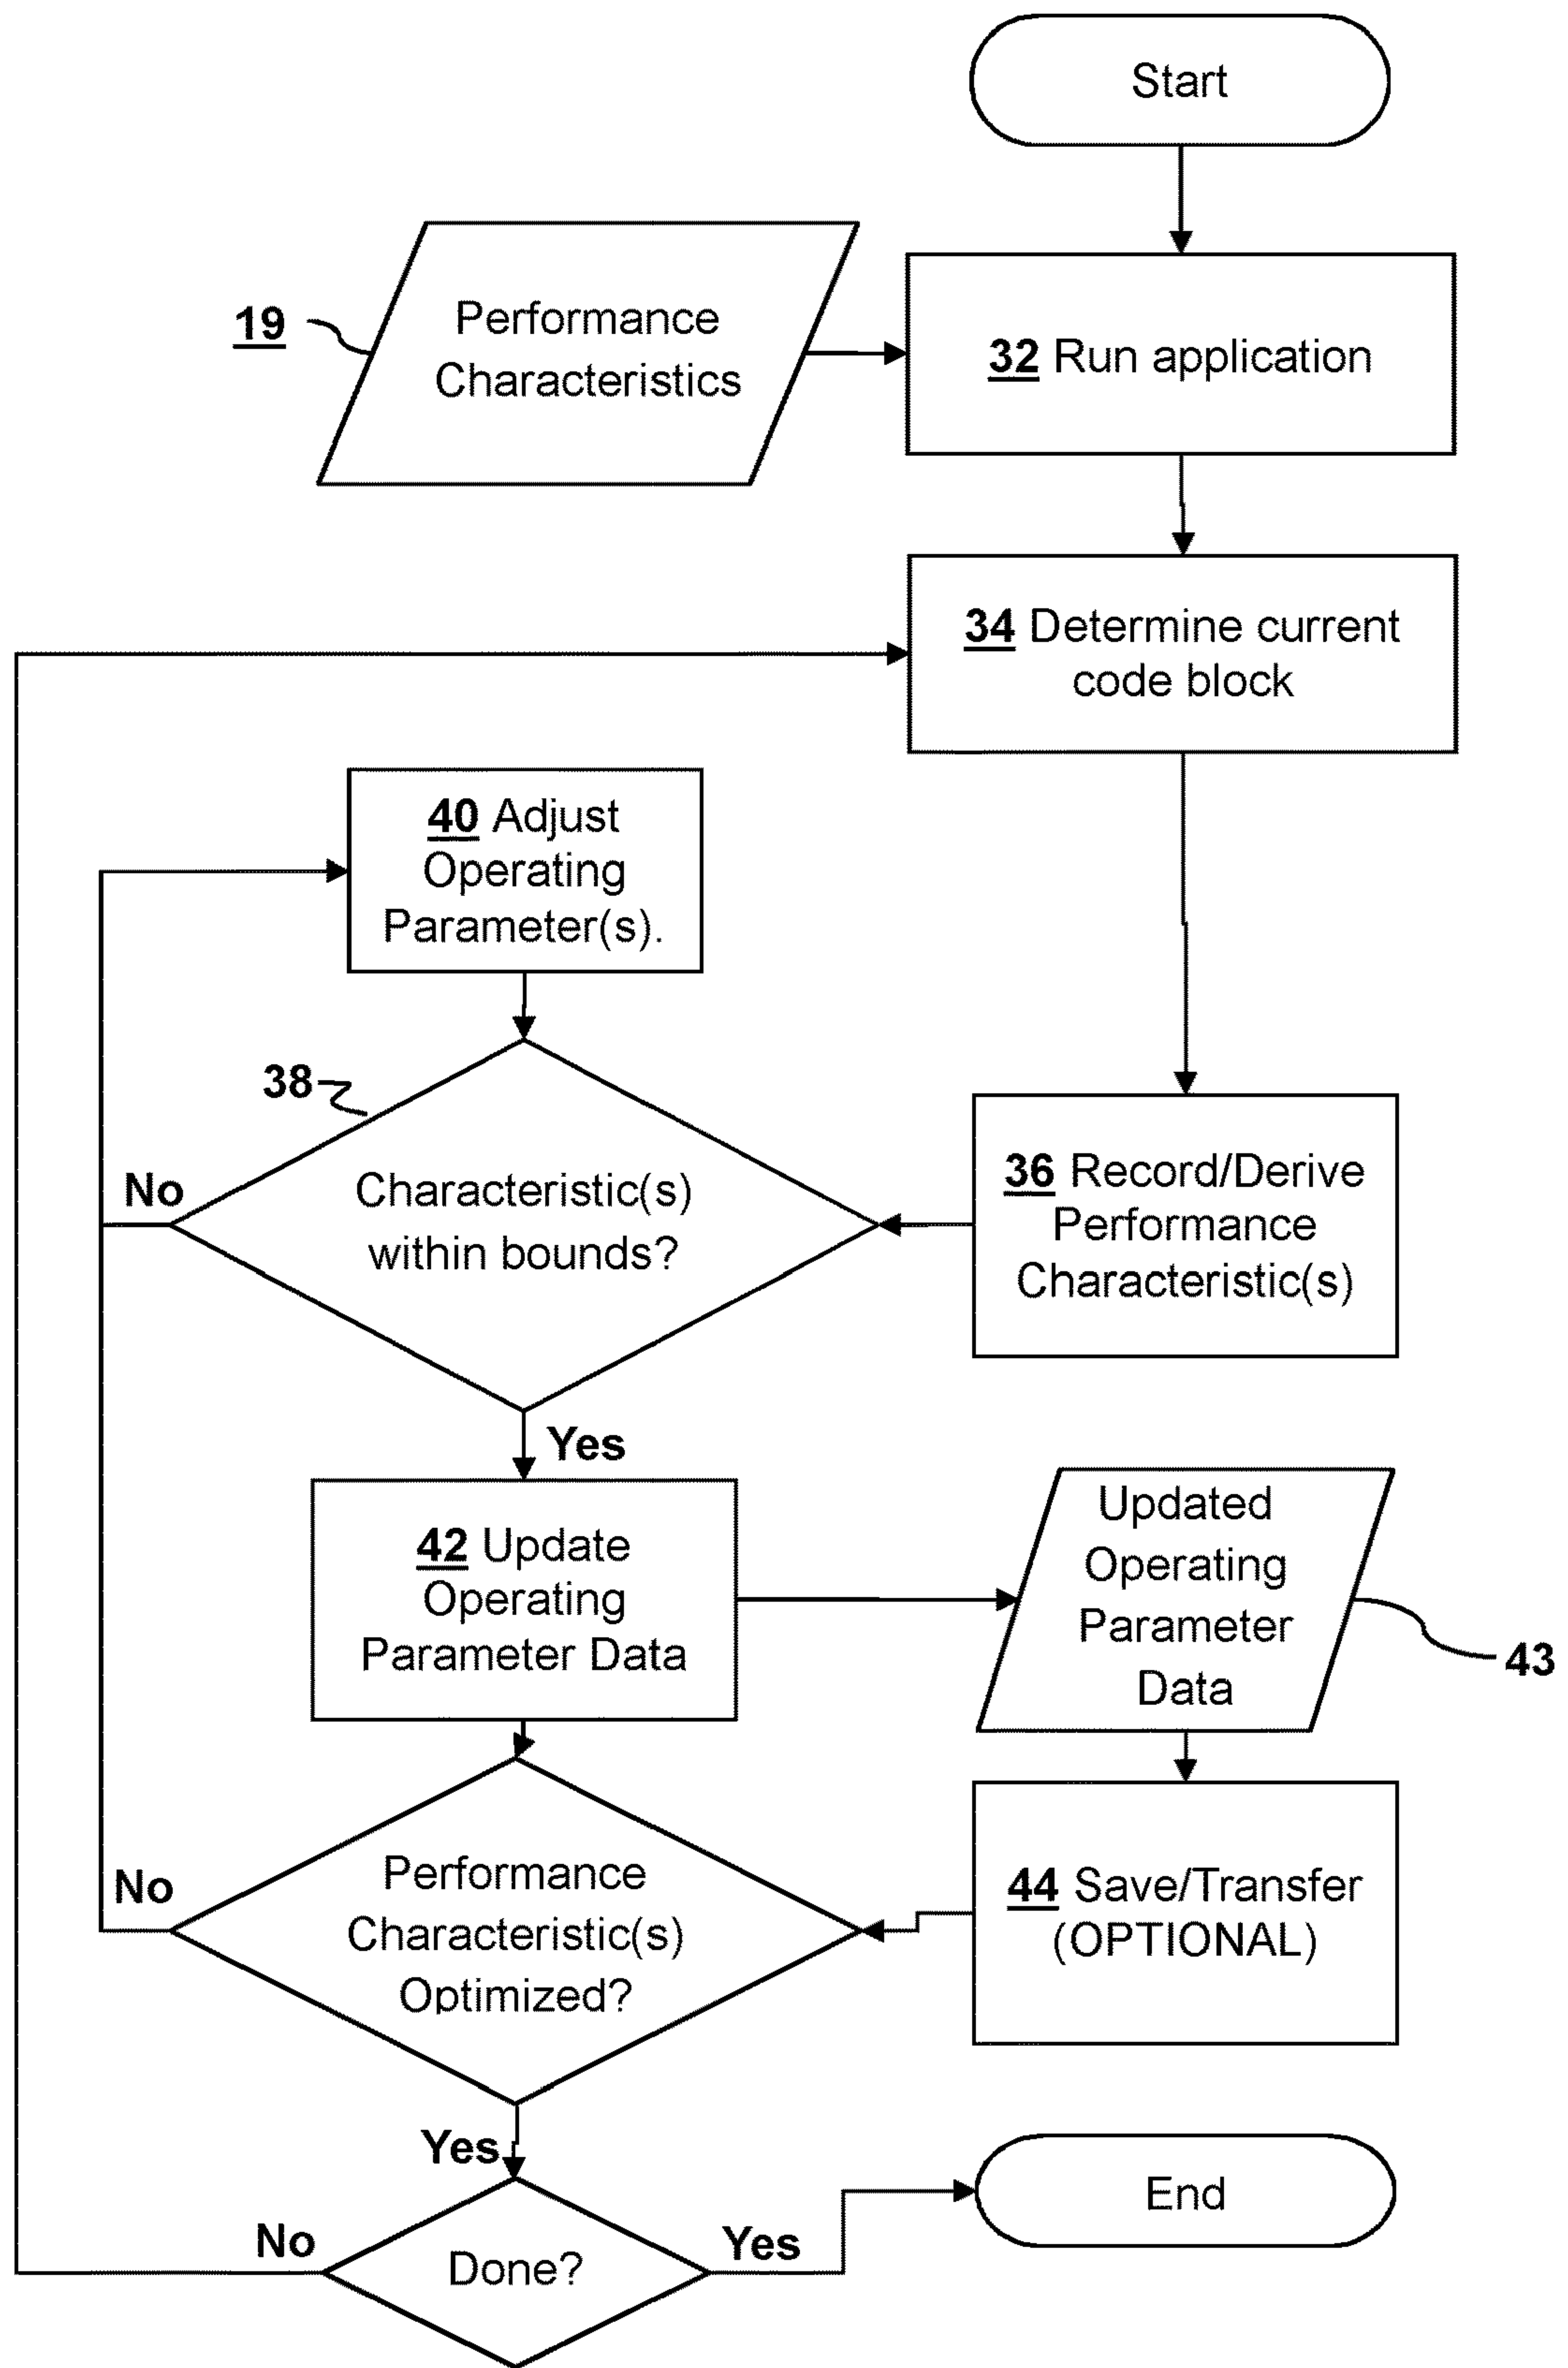 Start
19
Performance
Characteristics
32 Run application
34 Determine current
code block
40 Adjust
Operating
Parameter(s).
38
Characteristic(s)
within bounds?
No
Yes
36 Record/Derive
Performance
Characteristic(s)
42 Update
Operating
Parameter Data
Updated
Operating
Parameter
Data
43
44 Save/Transfer
(OPTIONAL)
Performance
Characteristic(s)
Optimized?
No
Yes
Done?
No
Yes
End